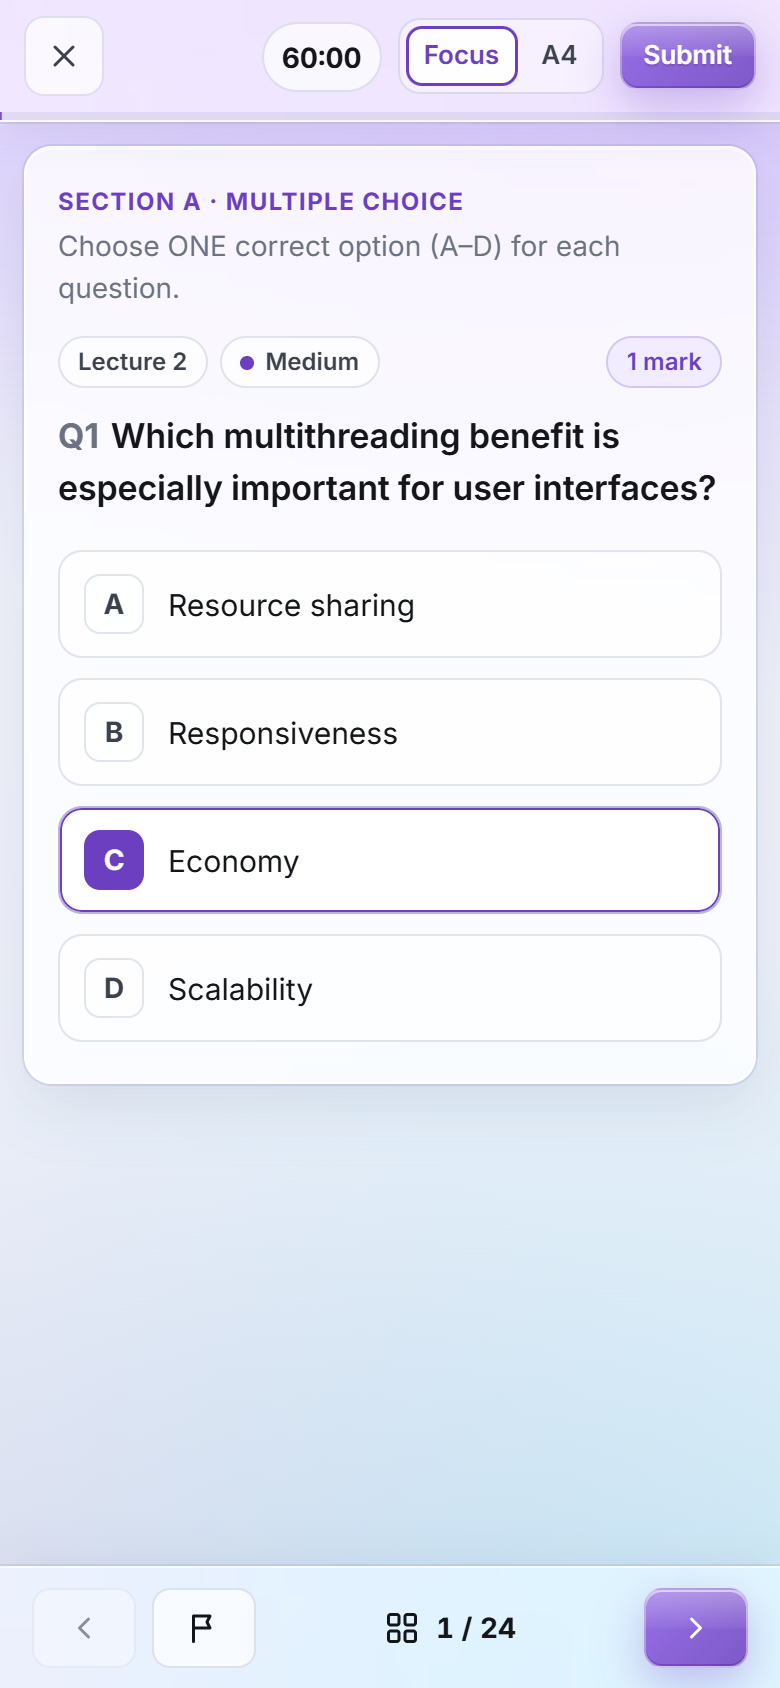 60:00
Focus
A4
Submit
SECTION A · MULTIPLE CHOICE
Choose ONE correct option (A–D) for each
question.
Lecture 2
Medium
1 mark
Q1 Which multithreading benefit is
especially important for user interfaces?
A Resource sharing
B Responsiveness
C Economy
D Scalability
1 / 24